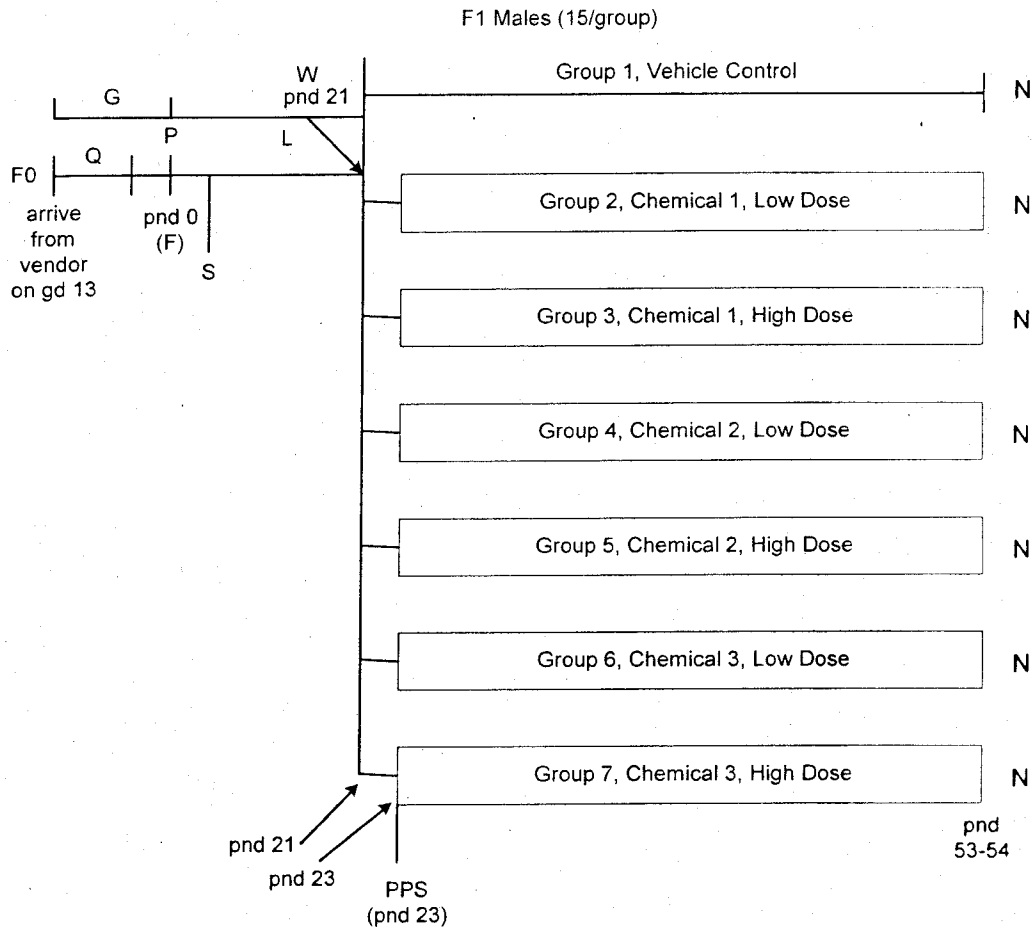 F1 Males (15/group)
W
pnd 21
Group 1, Vehicle Control
N
G
P
L
F0
Q
arrive
from
vendor
on gd 13
pnd 0
(F)
S
Group 2, Chemical 1, Low Dose
N
Group 3, Chemical 1, High Dose
N
Group 4, Chemical 2, Low Dose
N
Group 5, Chemical 2, High Dose
N
Group 6, Chemical 3, Low Dose
N
Group 7, Chemical 3, High Dose
N
pnd 21
pnd 23
PPS
(pnd 23)
pnd
53-54